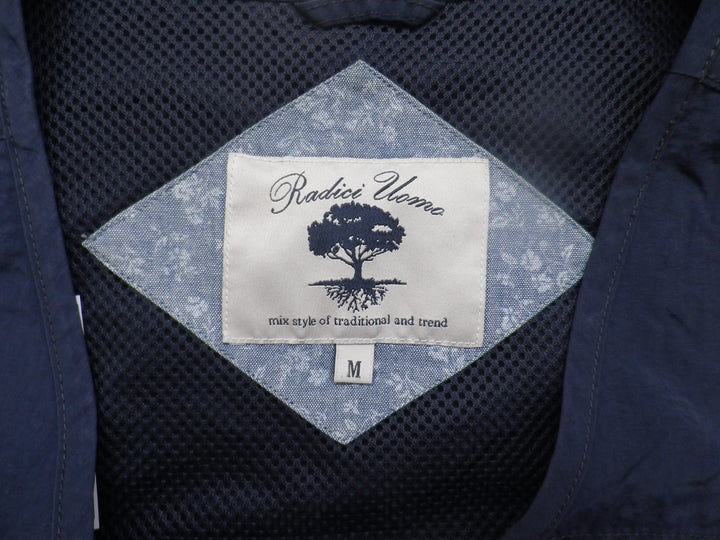 Radici Uomo
mix style of traditional and trend
M